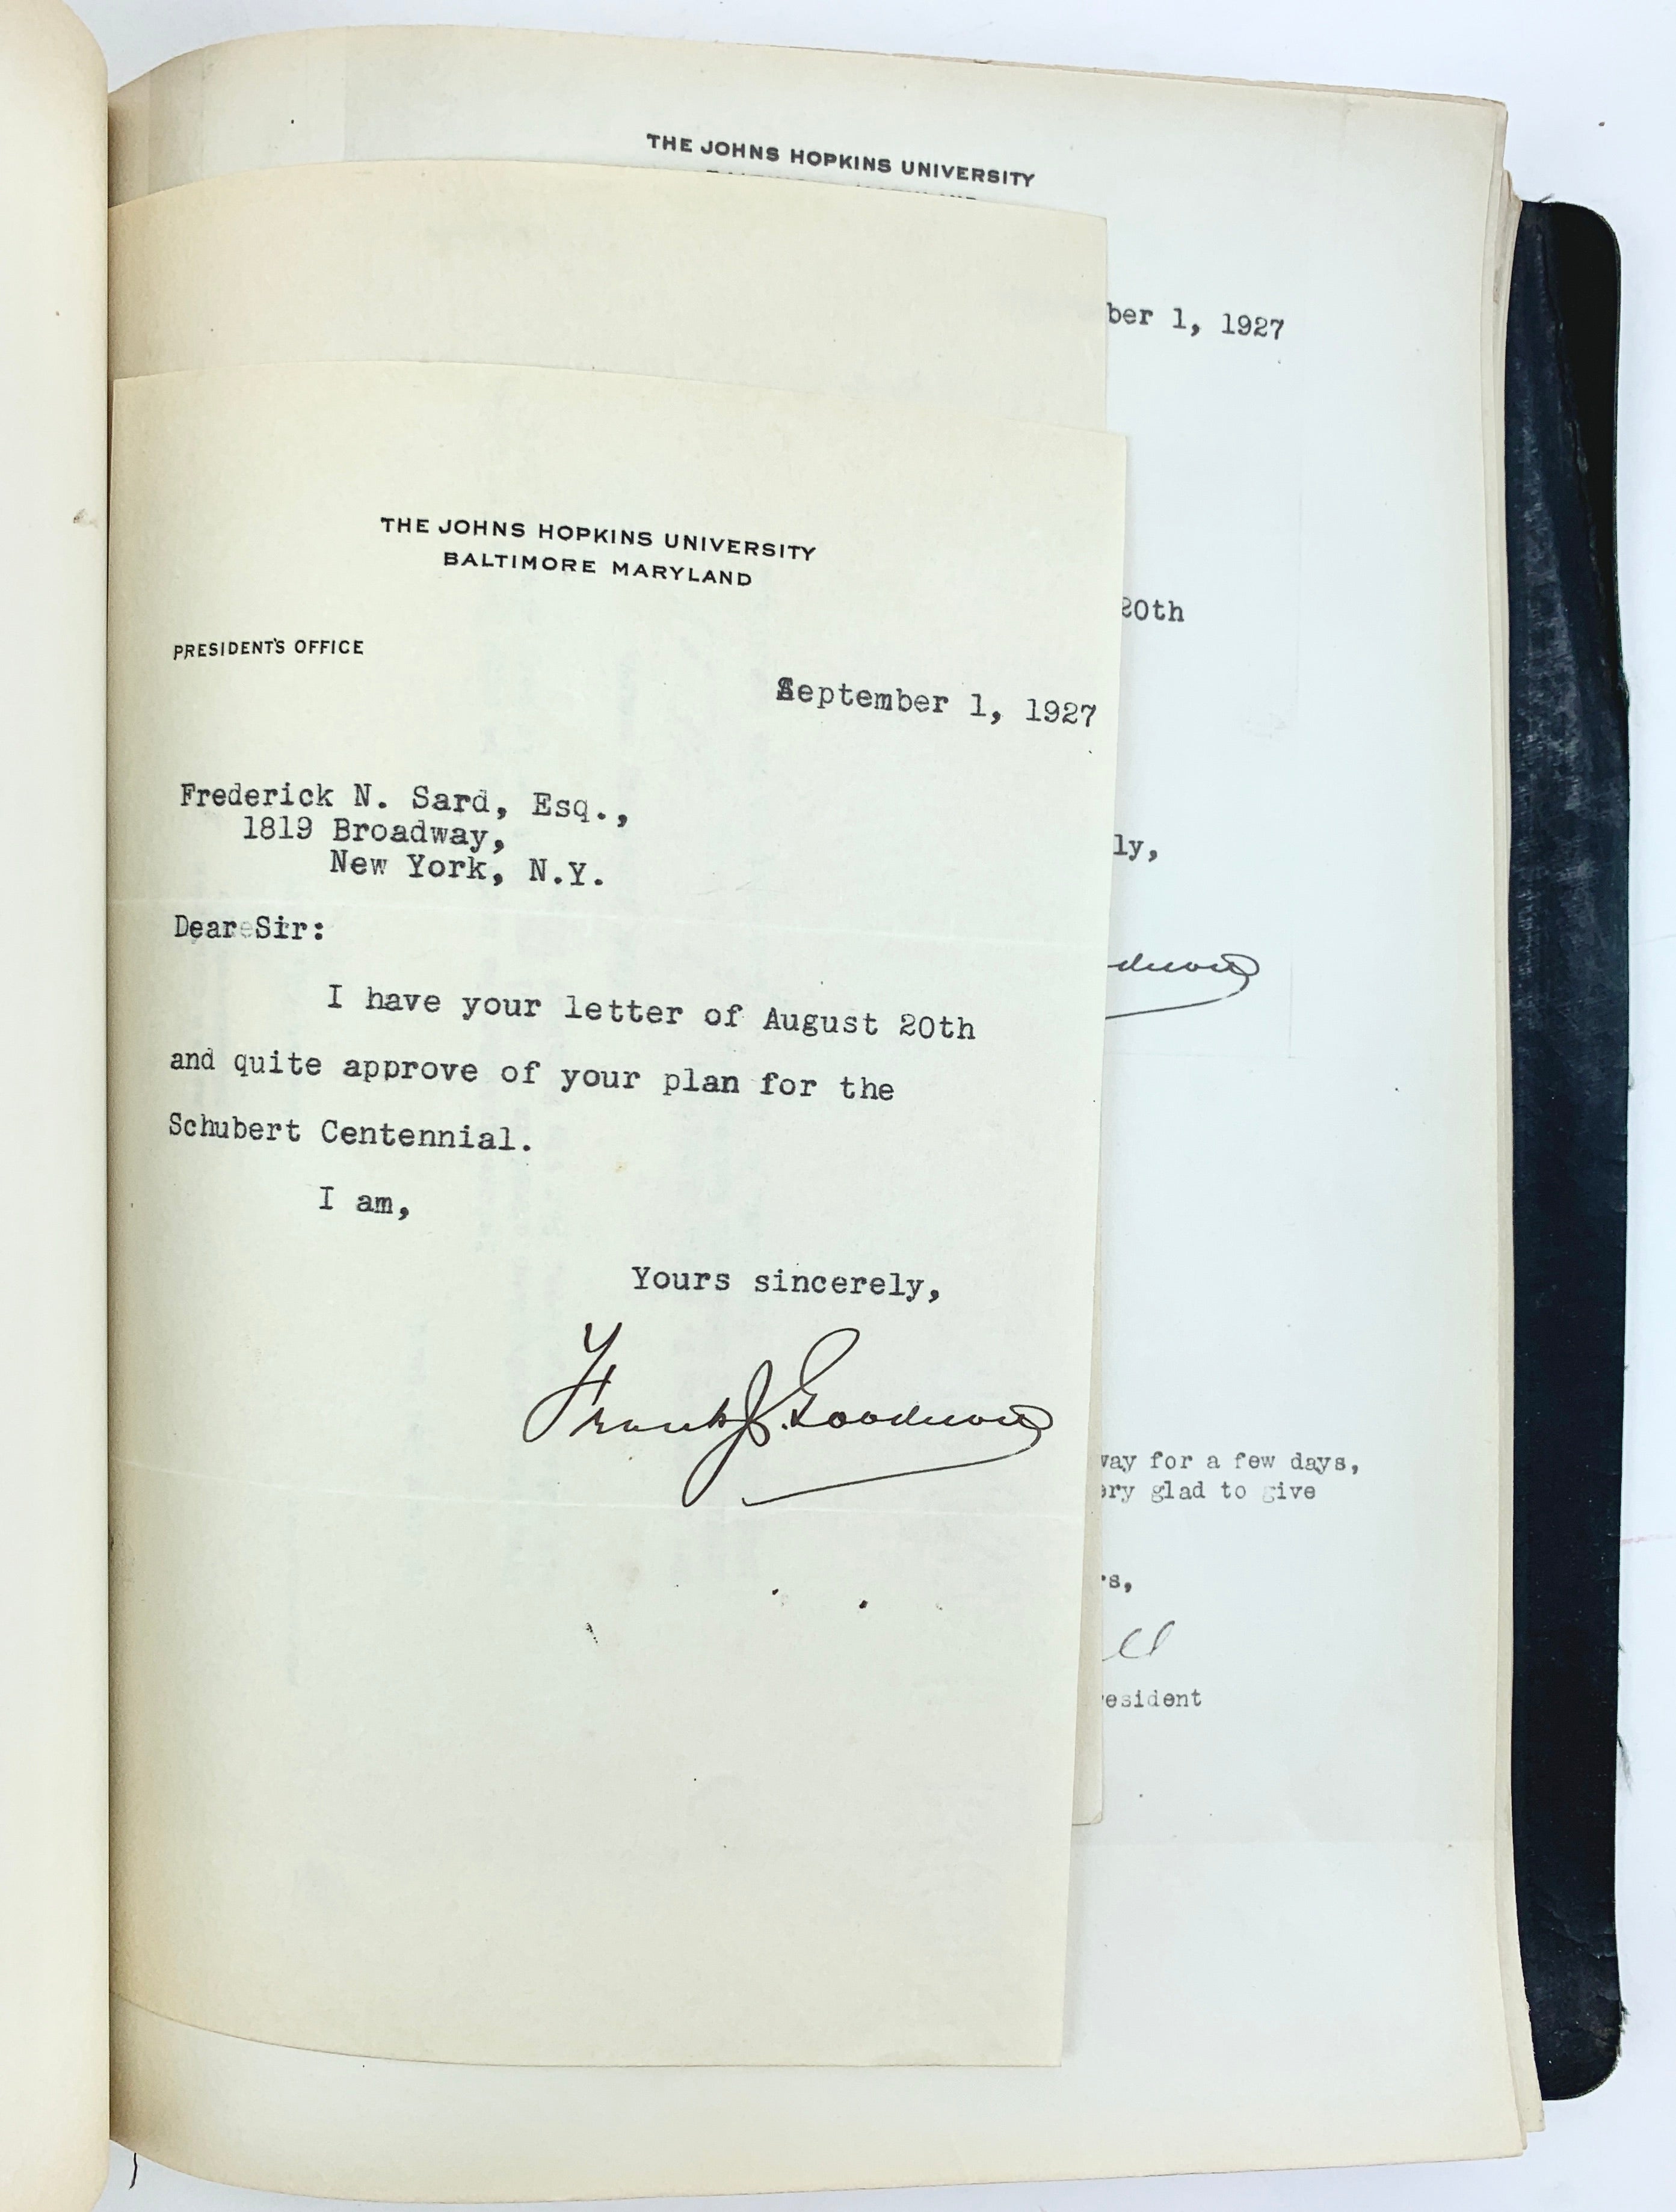 THE JOHNS HOPKINS UNIVERSITY
ber 1, 1927
20th
ly,
way for a few days,
ery glad to give
rs,
esident
THE JOHNS HOPKINS UNIVERSITY
BALTIMORE MARYLAND
PRESIDENT'S OFFICE
September 1, 1927
Frederick N. Sard, Esq.,
1819 Broadway,
New York, N.Y.
Dear Sir:
I have your letter of August 20th
and quite approve of your plan for the
Schubert Centennial.
I am,
Yours sincerely,
Frank J. Goodnow